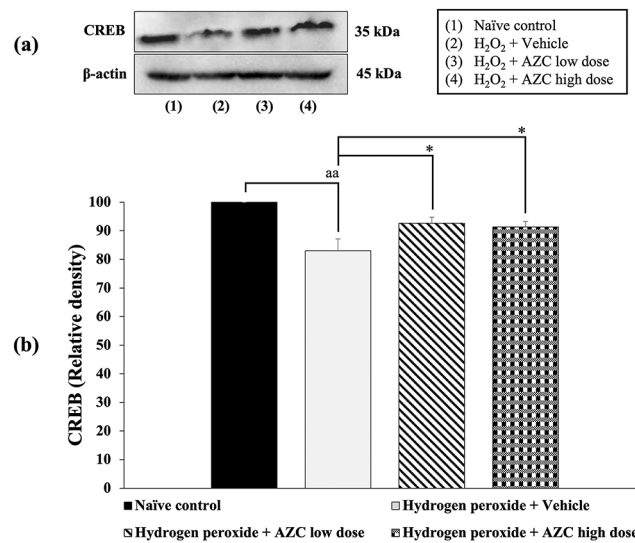 (a)
CREB
35 kDa
β-actin
45 kDa
(1) (2) (3) (4)
(1) Naïve control
(2) H₂O₂ + Vehicle
(3) H₂O₂ + AZC low dose
(4) H₂O₂ + AZC high dose
(b)
CREB (Relative density)
100
90
80
70
60
50
40
30
20
10
0
aa
*
*
Naïve control
Hydrogen peroxide + Vehicle
Hydrogen peroxide + AZC low dose
Hydrogen peroxide + AZC high dose